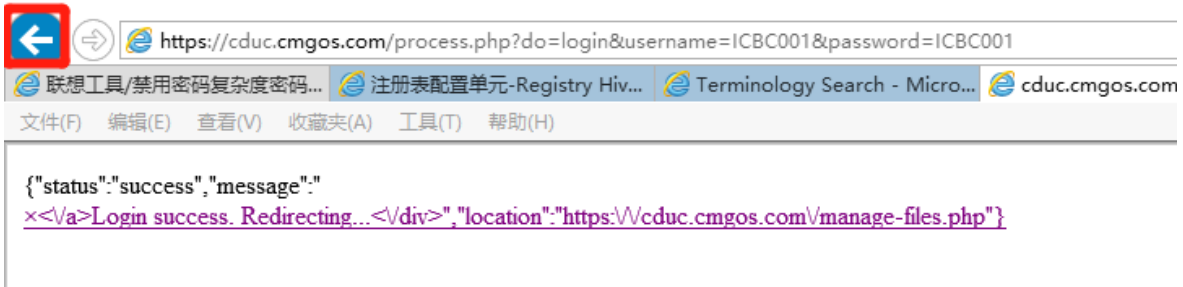 https://cduc.cmgos.com/process.php?do=login&username=ICBC001&password=ICBC001
联想工具/禁用密码复杂度密码... 注册表配置单元-Registry Hiv... Terminology Search - Micro... cduc.cmgos.com
文件(F) 编辑(E) 查看(V) 收藏夹(A) 工具(T) 帮助(H)
{"status":"success","message":"
×<\/a>Login success. Redirecting...<\/div>","location":"https:\/\/cduc.cmgos.com\/manage-files.php"}